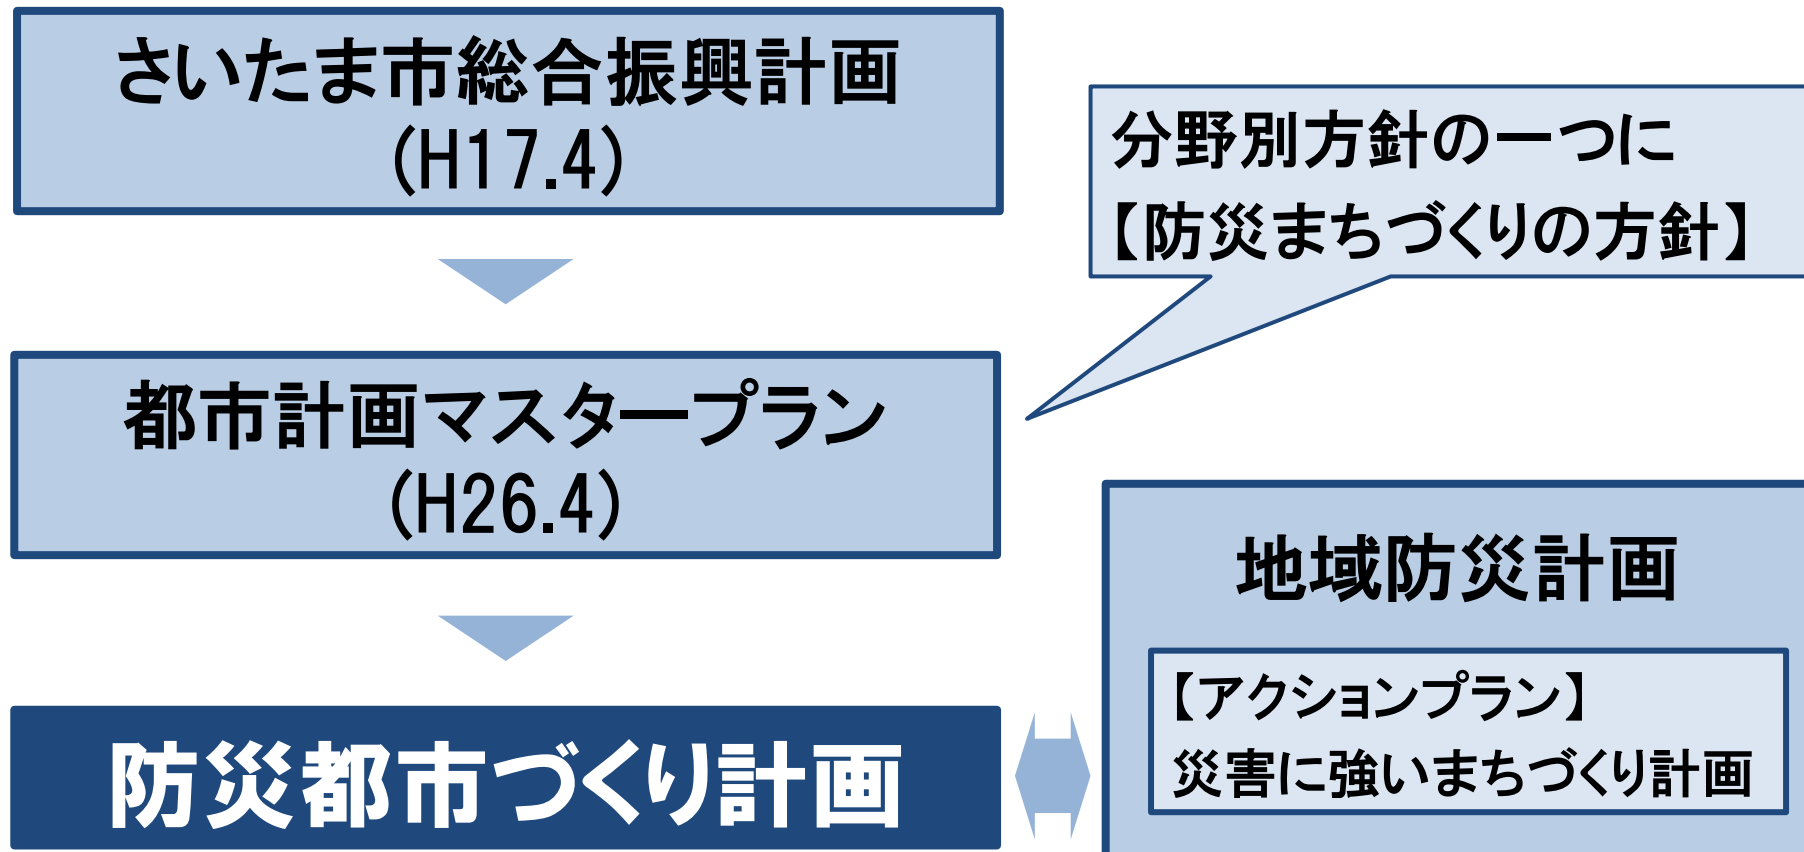 さいたま市総合振興計画
(H17.4)
分野別方針の一つに
【防災まちづくりの方針】
都市計画マスタープラン
(H26.4)
地域防災計画
【アクションプラン】
災害に強いまちづくり計画
防災都市づくり計画